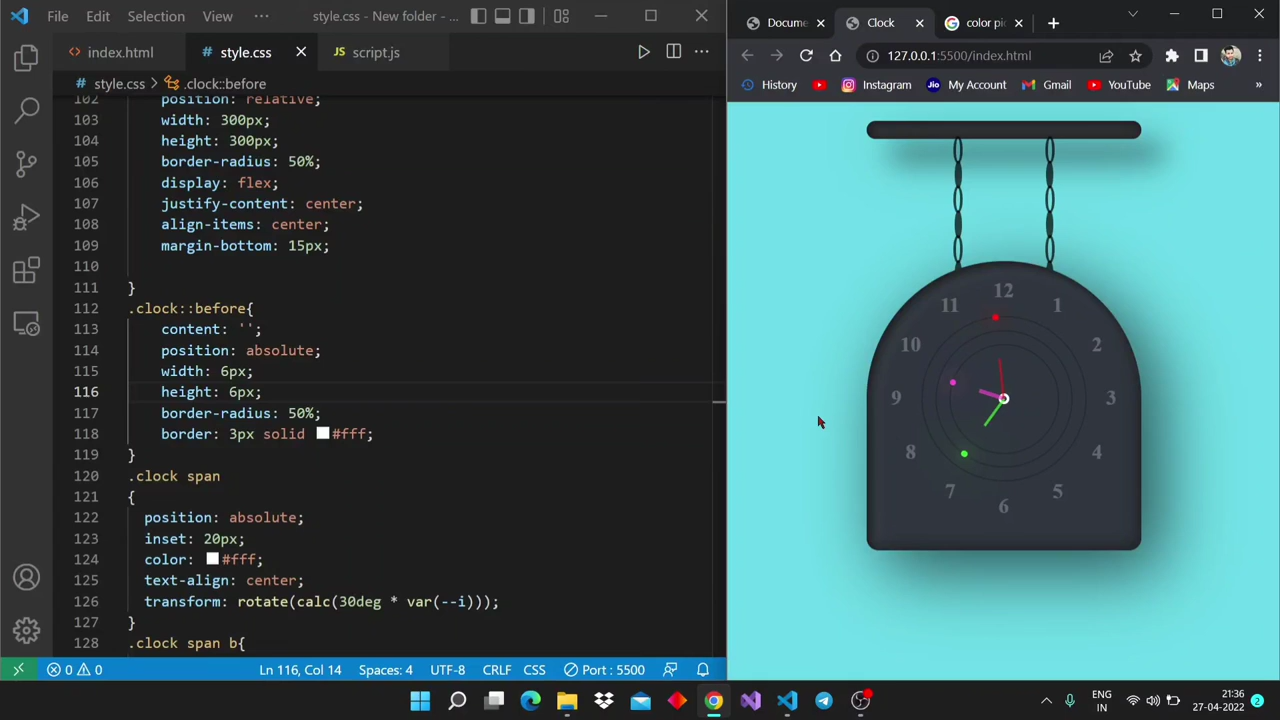 File Edit Selection View ··· style.css - New folder - ...
index.html style.css script.js
style.css .clock::before
102 position: relative;
103 width: 300px;
104 height: 300px;
105 border-radius: 50%;
106 display: flex;
107 justify-content: center;
108 align-items: center;
109 margin-bottom: 15px;
110
111 }
112 .clock::before{
113 content: '';
114 position: absolute;
115 width: 6px;
116 height: 6px;
117 border-radius: 50%;
118 border: 3px solid #fff;
119 }
120 .clock span
121 {
122 position: absolute;
123 inset: 20px;
124 color: #fff;
125 text-align: center;
126 transform: rotate(calc(30deg * var(--i)));
127 }
128 .clock span b{
0 0 Ln 116, Col 14 Spaces: 4 UTF-8 CRLF CSS Port : 5500
Docume Clock color pic
127.0.0.1:5500/index.html
History Instagram Jio My Account Gmail YouTube Maps »
12
11 1
10 2
9 3
8 4
7 5
6
ENG
IN
21:36
27-04-2022